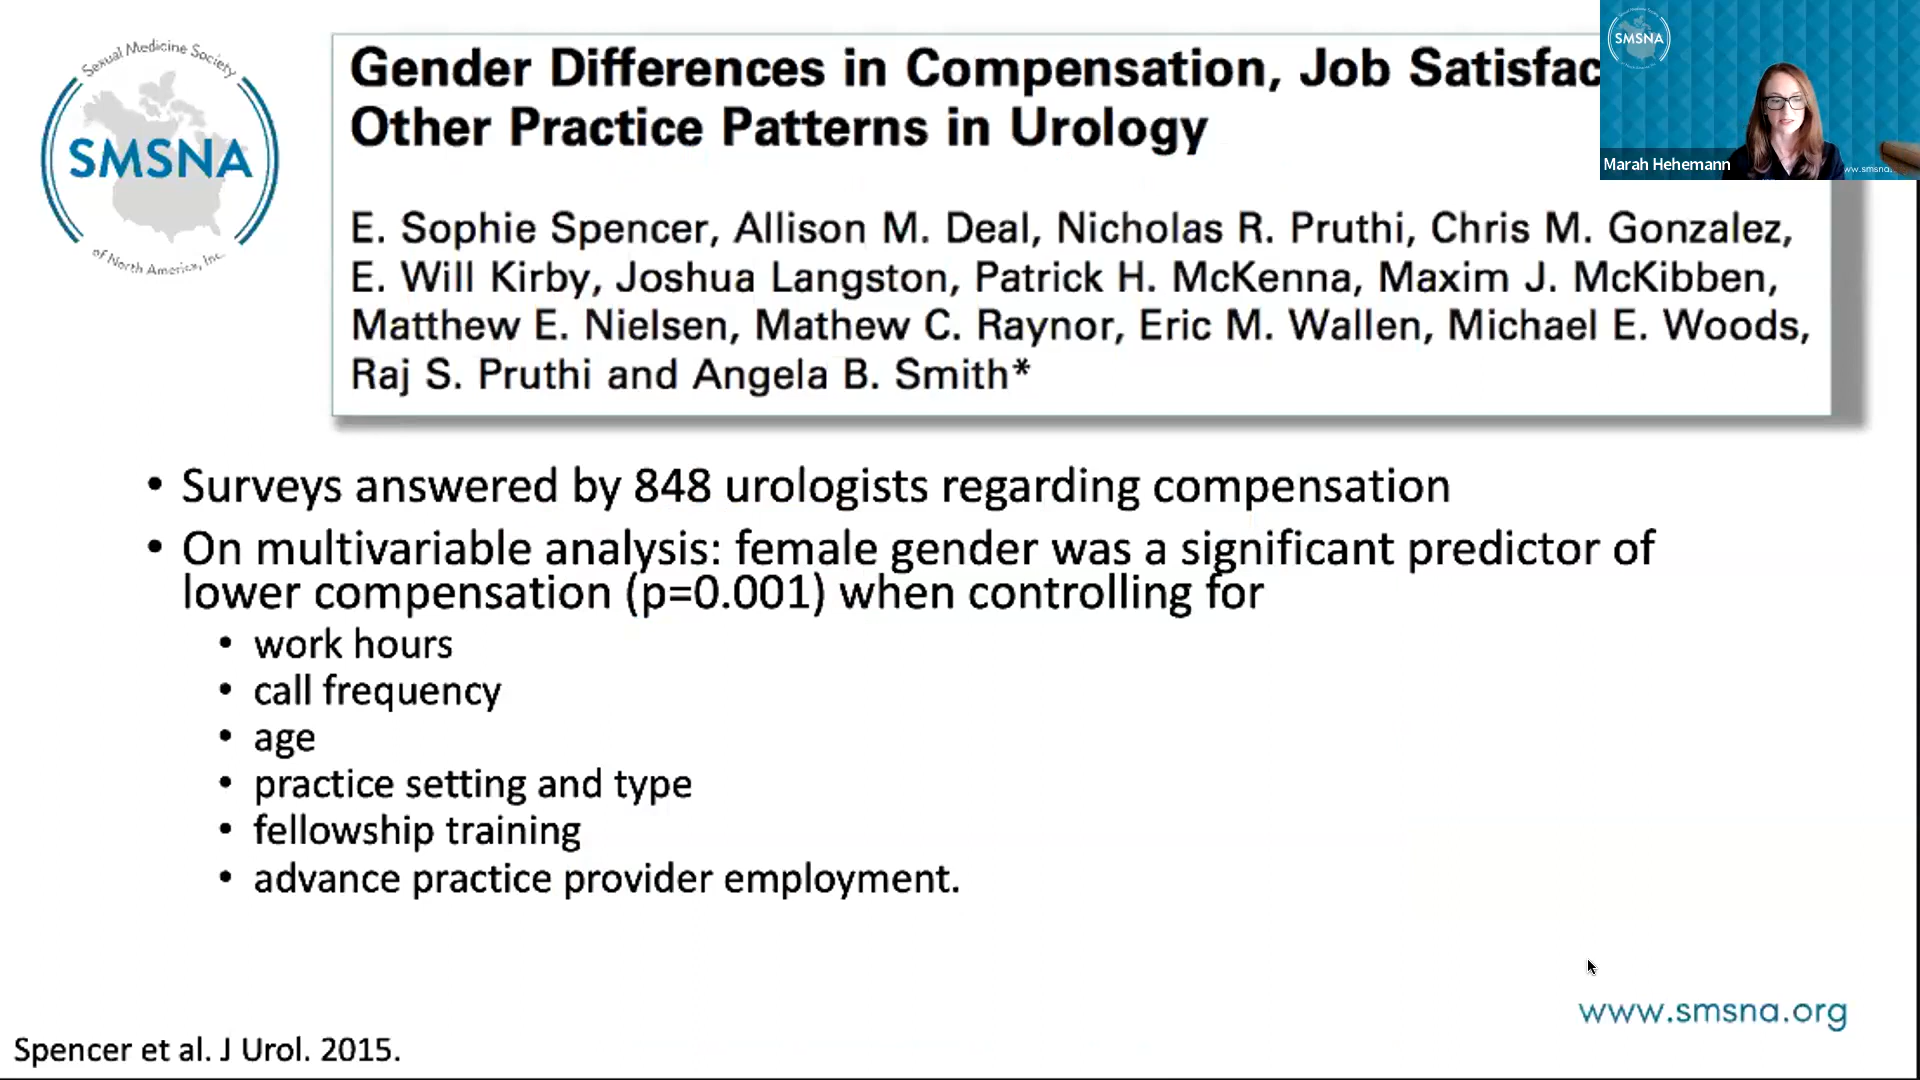 Sexual Medicine Society
SMSNA
of North America, Inc.
Gender Differences in Compensation, Job Satisfac
Other Practice Patterns in Urology
E. Sophie Spencer, Allison M. Deal, Nicholas R. Pruthi, Chris M. Gonzalez,
E. Will Kirby, Joshua Langston, Patrick H. McKenna, Maxim J. McKibben,
Matthew E. Nielsen, Mathew C. Raynor, Eric M. Wallen, Michael E. Woods,
Raj S. Pruthi and Angela B. Smith*
SMSNA
Marah Hehemann
ww.smsna.
• Surveys answered by 848 urologists regarding compensation
• On multivariable analysis: female gender was a significant predictor of
lower compensation (p=0.001) when controlling for
• work hours
• call frequency
• age
• practice setting and type
• fellowship training
• advance practice provider employment.
www.smsna.org
Spencer et al. J Urol. 2015.